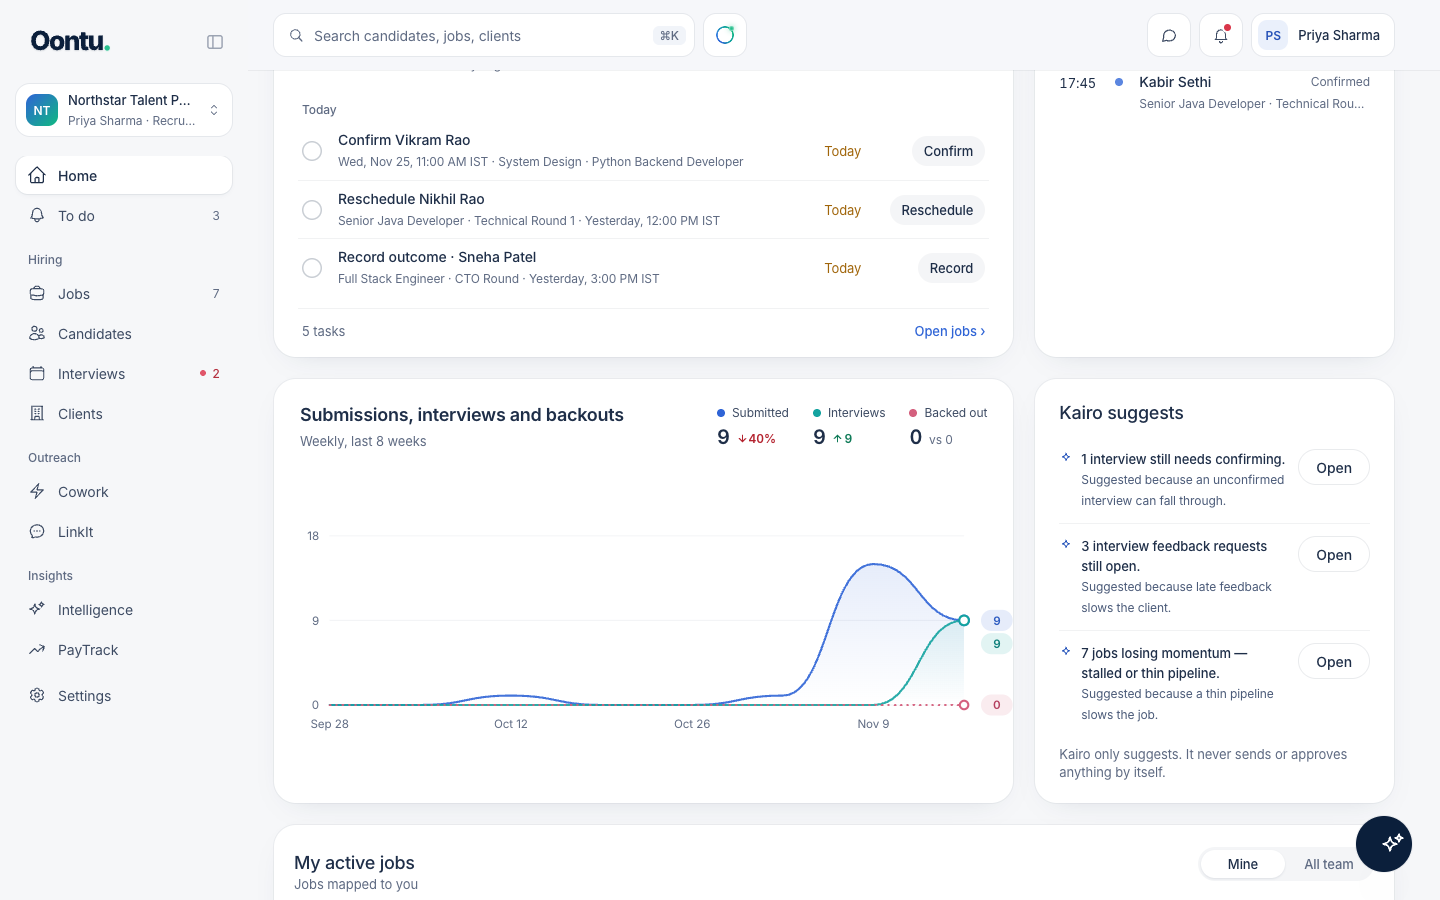 Oontu.
Search candidates, jobs, clients
⌘K
PS
Priya Sharma
NT
Northstar Talent P...
Priya Sharma · Recru...
Home
To do
3
Hiring
Jobs
7
Candidates
Interviews
2
Clients
Outreach
Cowork
LinkIt
Insights
Intelligence
PayTrack
Settings
Today
Confirm Vikram Rao
Wed, Nov 25, 11:00 AM IST · System Design · Python Backend Developer
Today
Confirm
Reschedule Nikhil Rao
Senior Java Developer · Technical Round 1 · Yesterday, 12:00 PM IST
Today
Reschedule
Record outcome · Sneha Patel
Full Stack Engineer · CTO Round · Yesterday, 3:00 PM IST
Today
Record
5 tasks
Open jobs ›
17:45
Kabir Sethi
Confirmed
Senior Java Developer · Technical Rou...
Submissions, interviews and backouts
Weekly, last 8 weeks
Submitted
9 ↓40%
Interviews
9 ↑9
Backed out
0 vs 0
18
9
0
Sep 28
Oct 12
Oct 26
Nov 9
9
9
0
Kairo suggests
1 interview still needs confirming.
Suggested because an unconfirmed
interview can fall through.
Open
3 interview feedback requests
still open.
Suggested because late feedback
slows the client.
Open
7 jobs losing momentum —
stalled or thin pipeline.
Suggested because a thin pipeline
slows the job.
Open
Kairo only suggests. It never sends or approves
anything by itself.
My active jobs
Jobs mapped to you
Mine
All team